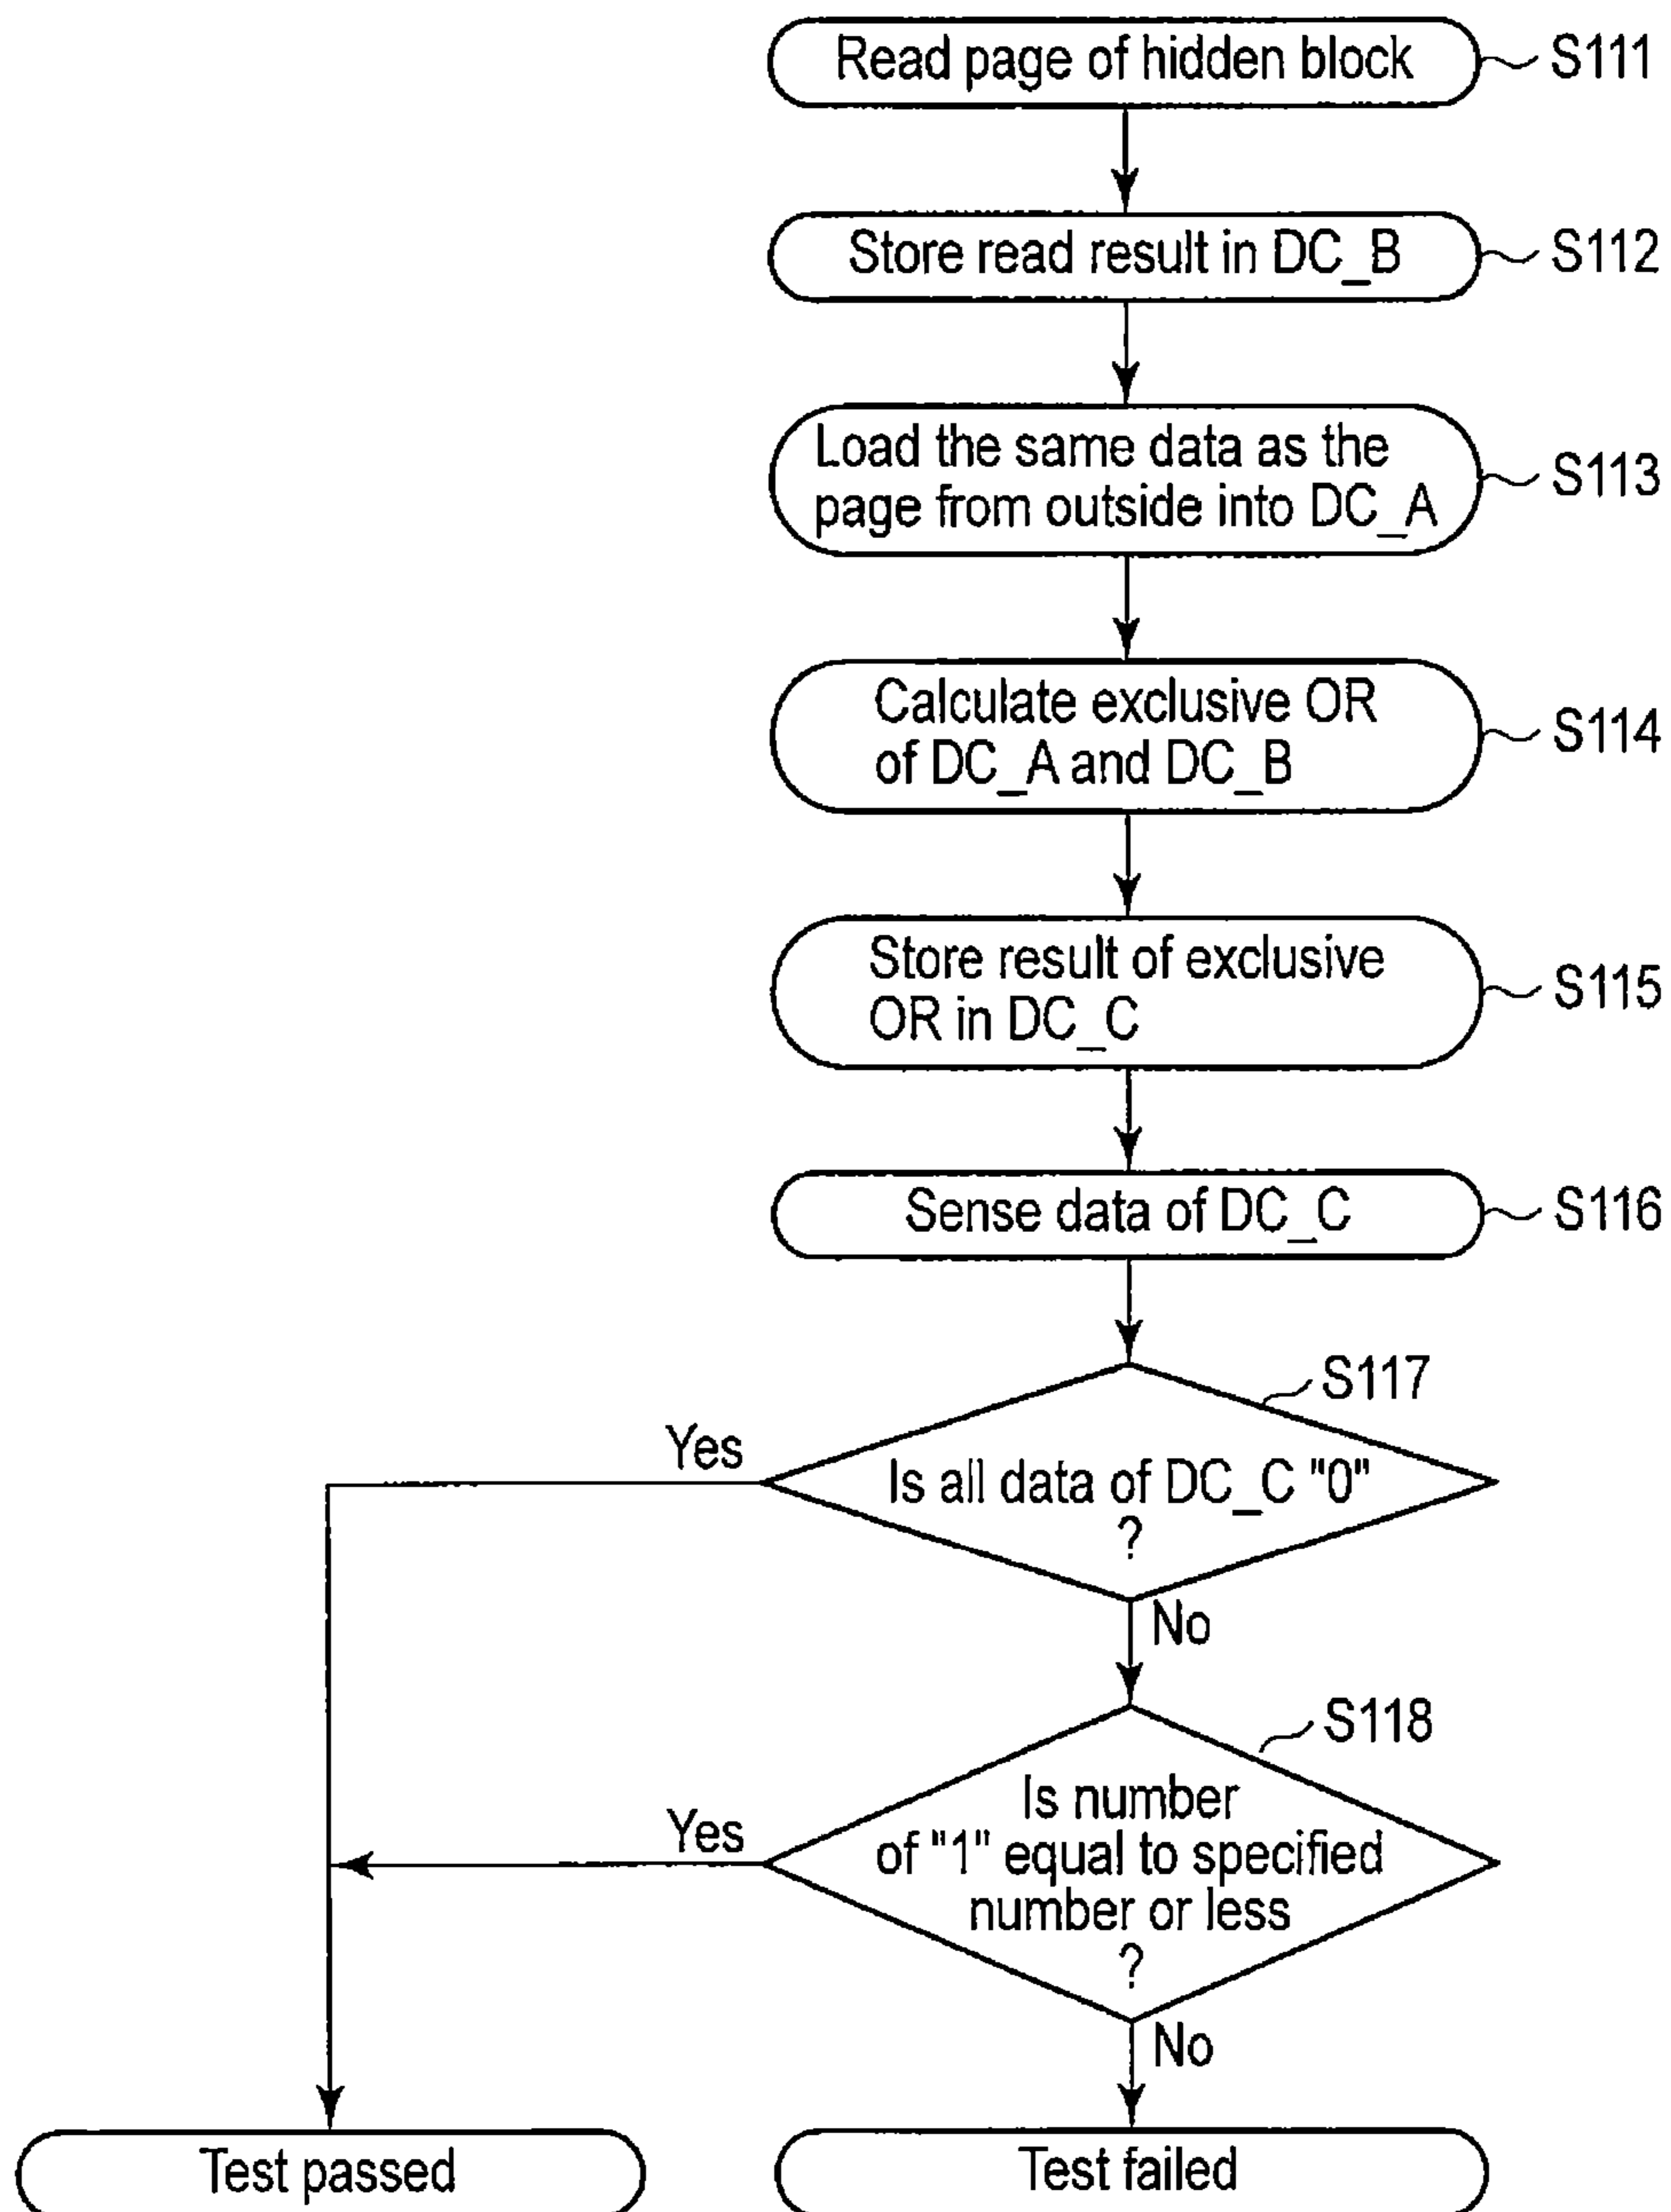 Read page of hidden block
S111
Store read result in DC_B
S112
Load the same data as the
page from outside into DC_A
S113
Calculate exclusive OR
of DC_A and DC_B
S114
Store result of exclusive
OR in DC_C
S115
Sense data of DC_C
S116
S117
Yes
Is all data of DC_C "0"
?
No
S118
Yes
Is number
of "1" equal to specified
number or less
?
No
Test passed
Test failed